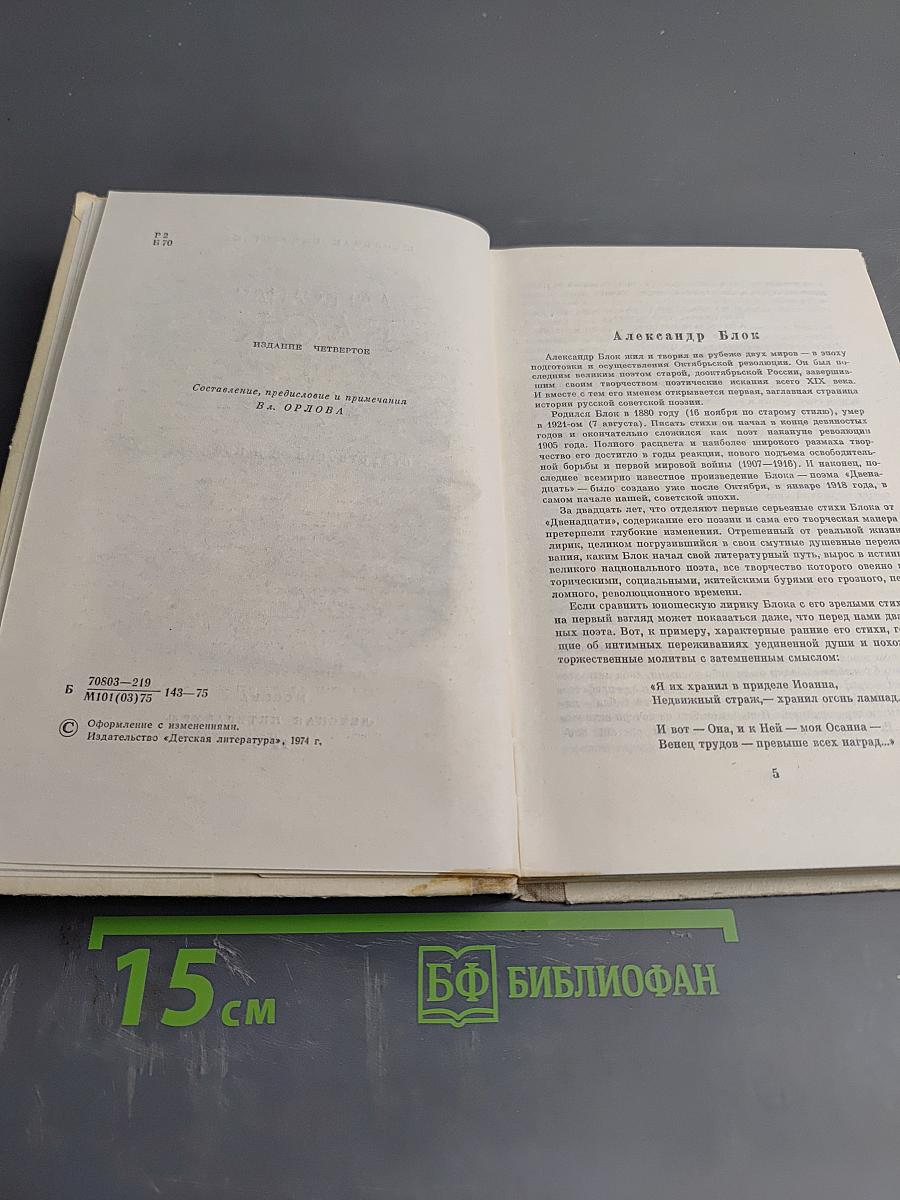 Р 2
Б 70
ИЗДАНИЕ ЧЕТВЕРТОЕ
Составление, предисловие и примечания
Вл. ОРЛОВА
Б 70803—219
М101(03)75 143—75
© Оформление с изменениями.
Издательство «Детская литература», 1974 г.
Александр Блок
Александр Блок жил и творил на рубеже двух миров — в эпоху
подготовки и осуществления Октябрьской революции. Он был по-
следним великим поэтом старой, дооктябрьской России, завершив-
шим своим творчеством поэтические искания всего XIX века.
И вместе с тем его именем открывается первая, заглавная страница
истории русской советской поэзии.
Родился Блок в 1880 году (16 ноября по старому стилю), умер
в 1921-ом (7 августа). Писать стихи он начал в конце девяностых
годов и окончательно сложился как поэт накануне революции
1905 года. Полного расцвета и наиболее широкого размаха твор-
чество его достигло в годы реакции, нового подъема освободитель-
ной борьбы и первой мировой войны (1907—1916). И наконец, по-
следнее всемирно известное произведение Блока — поэма «Двена-
дцать» — было создано уже после Октября, в январе 1918 года, в
самом начале нашей, советской эпохи.
За двадцать лет, что отделяют первые серьезные стихи Блока от
«Двенадцати», содержание его поэзии и сама его творческая манера
претерпели глубокие изменения. Отрешенный от реальной жизни
лирик, целиком погрузившийся в свои смутные душевные пережи
вания, каким Блок начал свой литературный путь, вырос в истин
великого национального поэта, все творчество которого овеяно и
торическими, социальными, житейскими бурями его грозного, пе
ломного, революционного времени.
Если сравнить юношескую лирику Блока с его зрелыми стих
на первый взгляд может показаться даже, что перед нами два
ных поэта. Вот, к примеру, характерные ранние его стихи, го
щие об интимных переживаниях уединенной души и похо
торжественные молитвы с затемненным смыслом:
«Я их хранил в приделе Иоанна,
Недвижный страж,— хранил огонь лампад.
И вот — Она, и к Ней — моя Осанна —
Венец трудов — превыше всех наград...»
5
15 см
БФ БИБЛИОФАН